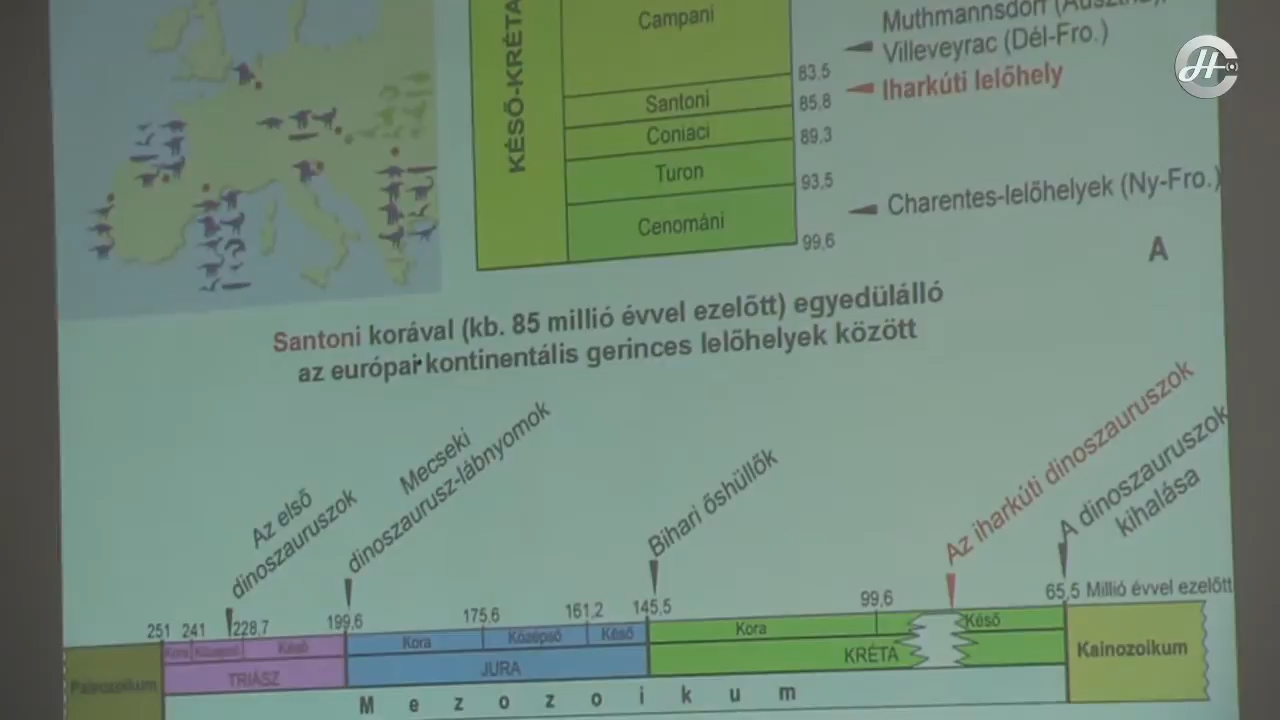 KÉSŐ-KRÉTA
Campani
Santoni
Coniaci
Turon
Cenománi
83,5
85,8
89,3
93,5
99,6
Muthmannsdorf (Ausztria),
Villeveyrac (Dél-Fro.)
Iharkúti lelőhely
Charentes-lelőhelyek (Ny-Fro.)
A
Santoni korával (kb. 85 millió évvel ezelőtt) egyedülálló
az európai kontinentális gerinces lelőhelyek között
Az első
dinoszauruszok
Mecseki
dinoszaurusz-lábnyomok
Bihari őshüllők
Az iharkúti dinoszauruszok
A dinoszauruszok
kihalása
251 241 228,7 199,6 175,6 161,2 145,5 99,6 65,5 Millió évvel ezelőtt
Kora Középső Késő Kora Középső Késő Kora Késő
Painozoikum TRIÁSZ JURA KRÉTA Kainozoikum
Mezozoikum